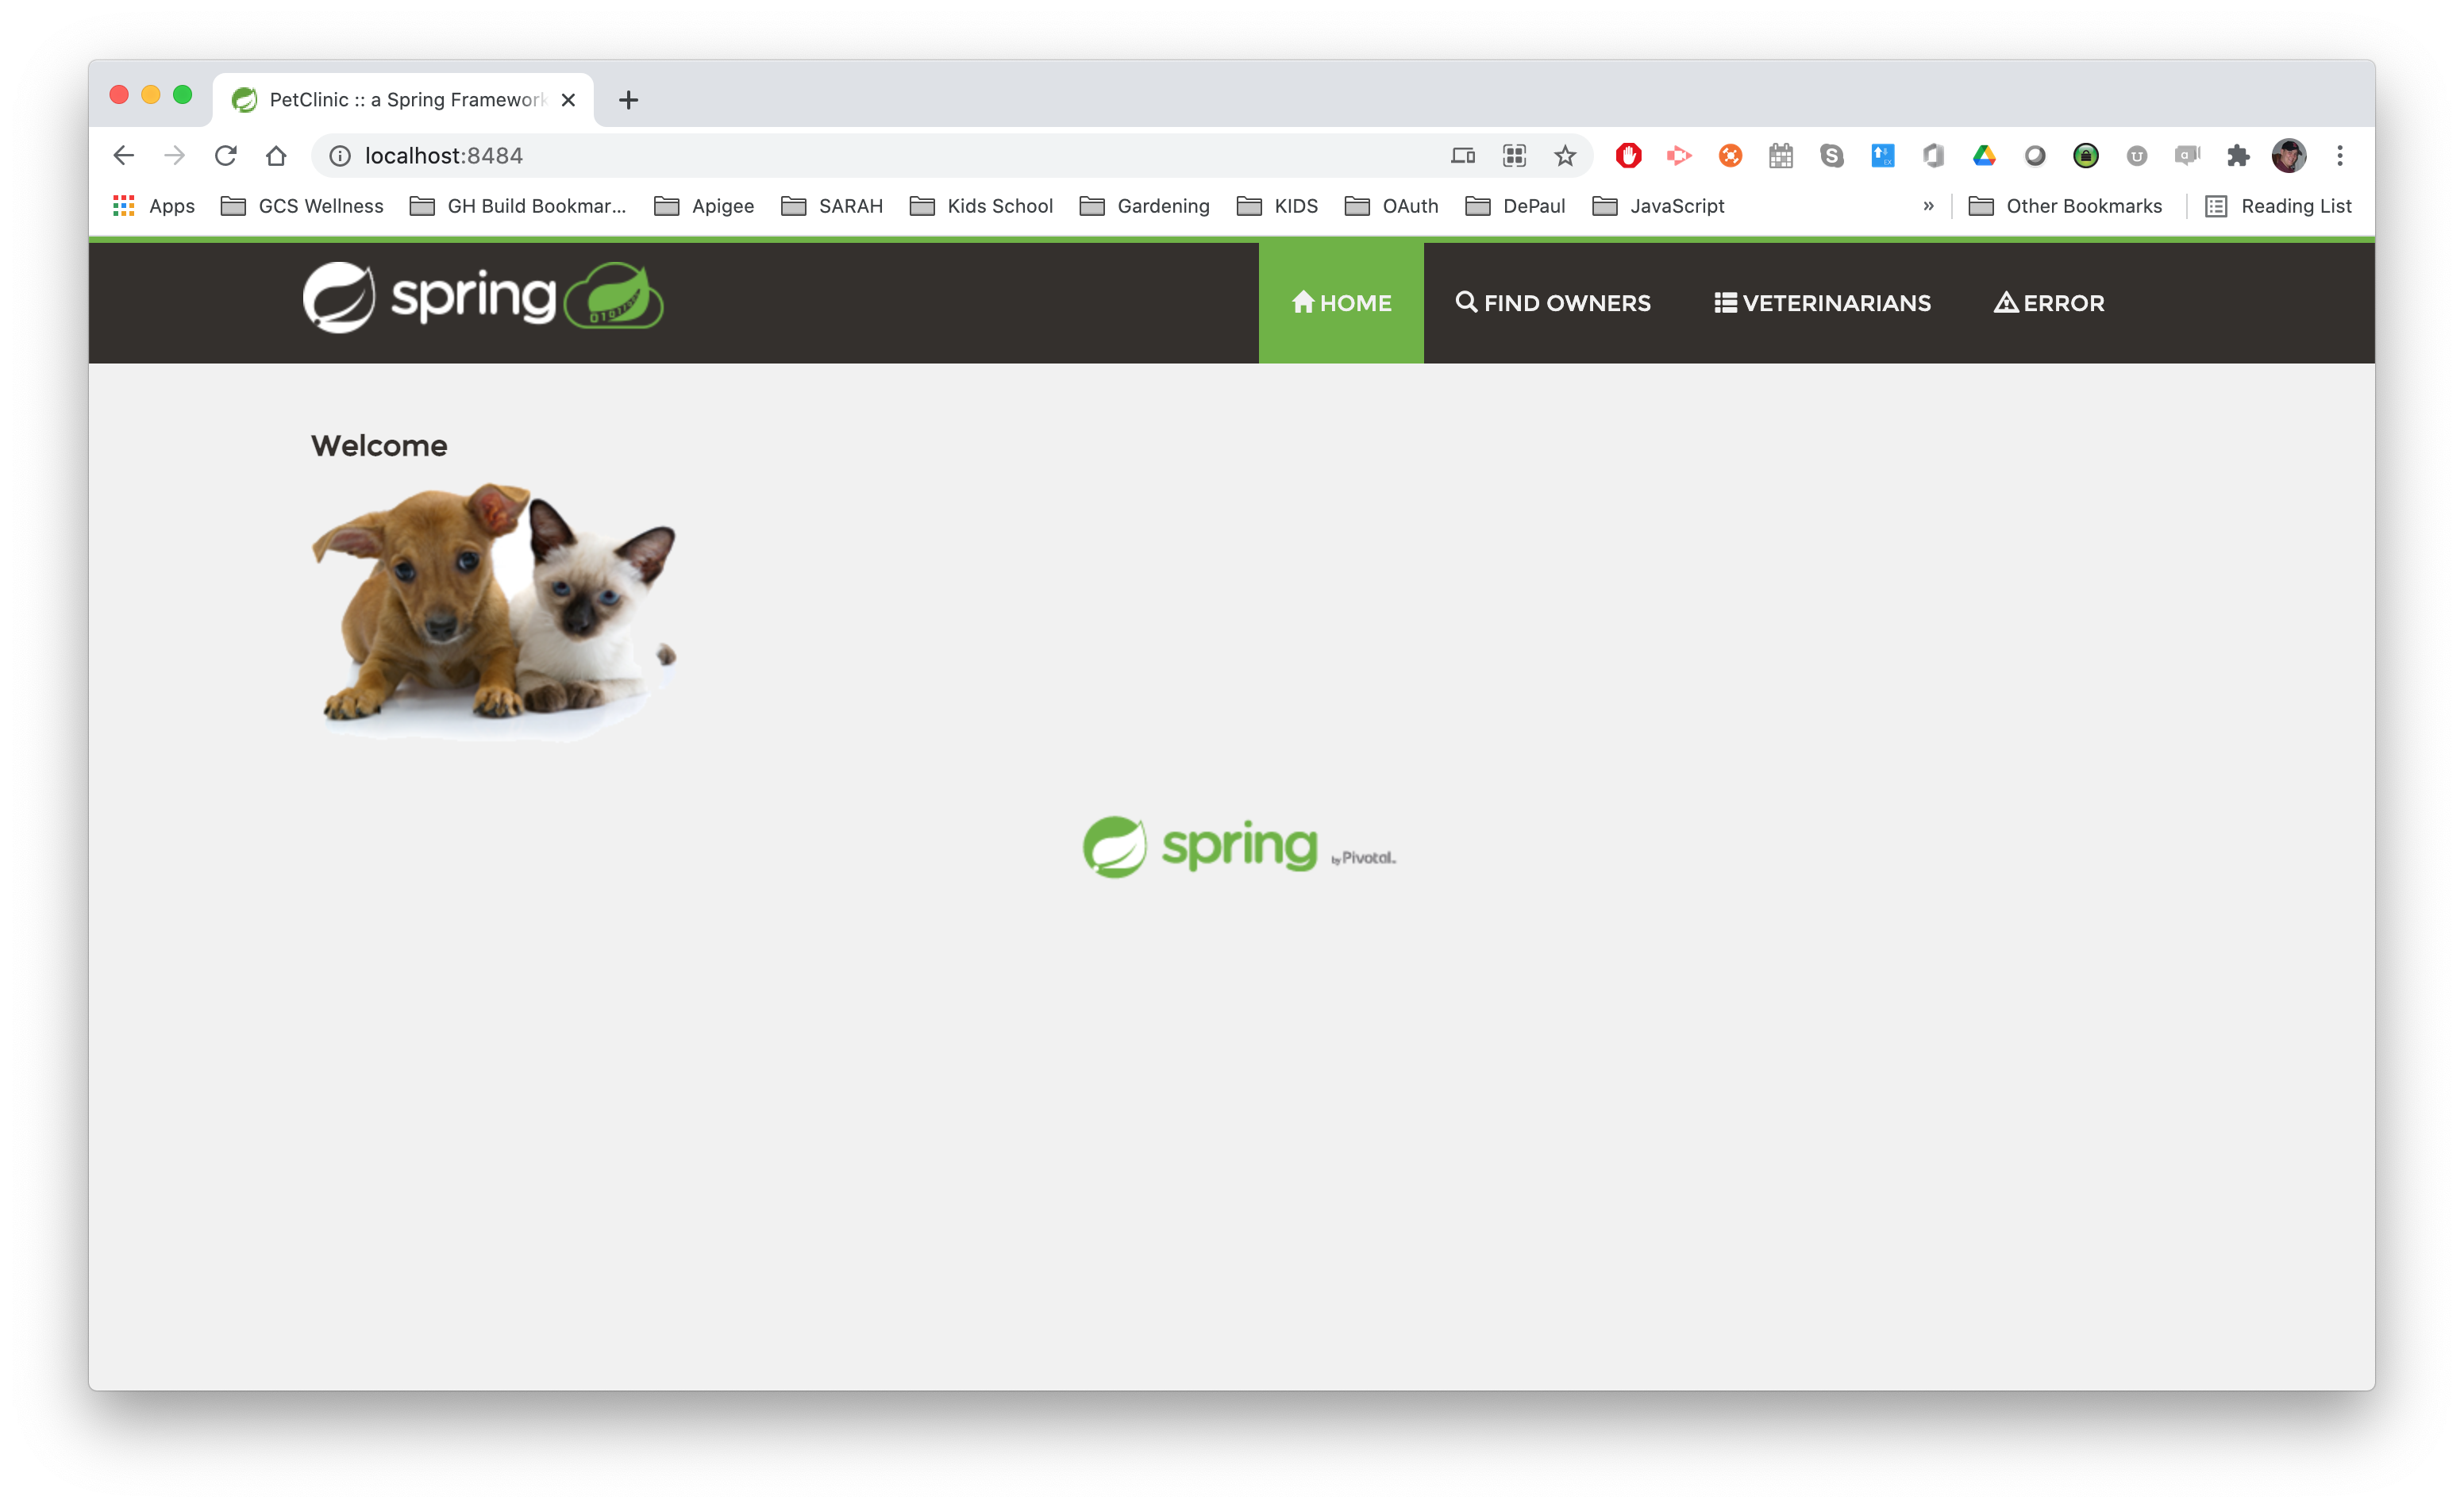 PetClinic :: a Spring Framework
localhost:8484
Apps GCS Wellness GH Build Bookmar... Apigee SARAH Kids School Gardening KIDS OAuth DePaul JavaScript » Other Bookmarks Reading List
spring
HOME FIND OWNERS VETERINARIANS ERROR
Welcome
spring by Pivotal™